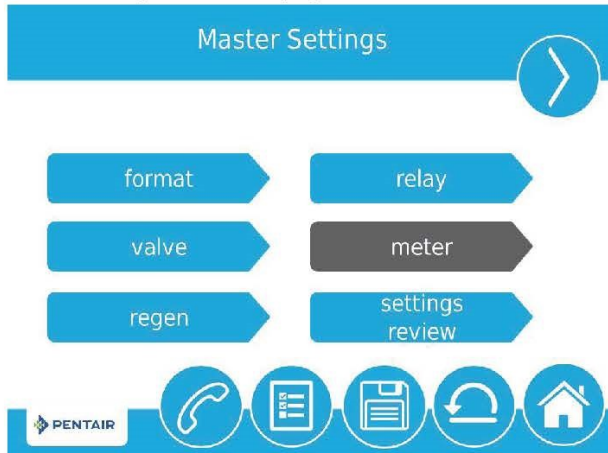 Master Settings
format
relay
valve
meter
regen
settings
review
PENTAIR